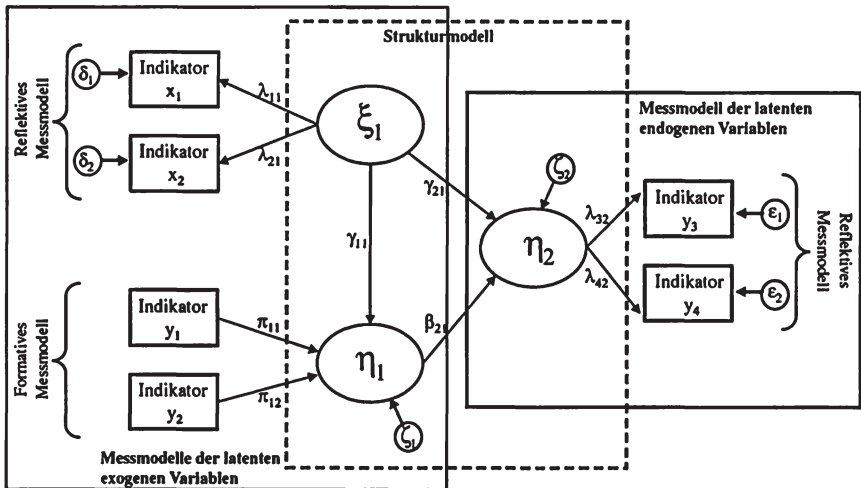 Strukturmodell
Reflektives
Messmodell
δ1
Indikator
x1
λ11
δ2
Indikator
x2
λ21
ξ1
γ21
γ11
Messmodell der latenten
endogenen Variablen
ζ2
η2
λ32
Indikator
y3
ε1
λ42
Indikator
y4
ε2
Reflektives
Messmodell
Formatives
Messmodell
Indikator
y1
π11
Indikator
y2
π12
η1
β21
ζ1
Messmodelle der latenten
exogenen Variablen